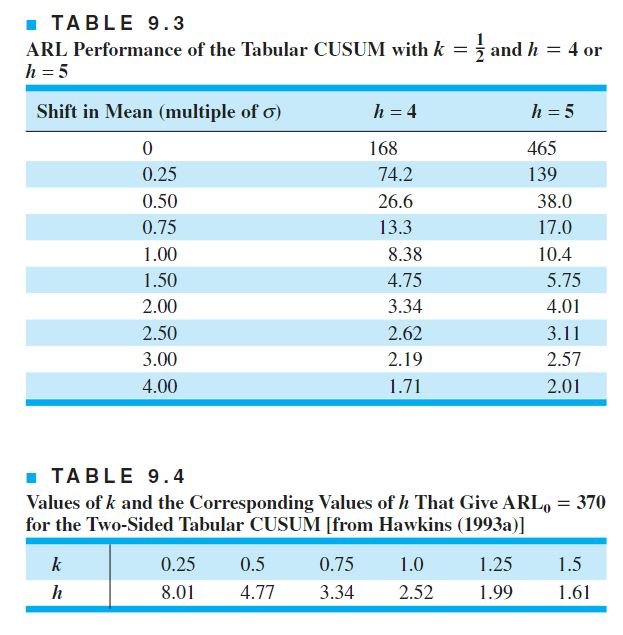 TABLE 9.3
ARL Performance of the Tabular CUSUM with k = 1/2 and h = 4 or
h = 5
Shift in Mean (multiple of σ) h = 4 h = 5
0 168 465
0.25 74.2 139
0.50 26.6 38.0
0.75 13.3 17.0
1.00 8.38 10.4
1.50 4.75 5.75
2.00 3.34 4.01
2.50 2.62 3.11
3.00 2.19 2.57
4.00 1.71 2.01
TABLE 9.4
Values of k and the Corresponding Values of h That Give ARL₀ = 370
for the Two-Sided Tabular CUSUM [from Hawkins (1993a)]
k 0.25 0.5 0.75 1.0 1.25 1.5
h 8.01 4.77 3.34 2.52 1.99 1.61